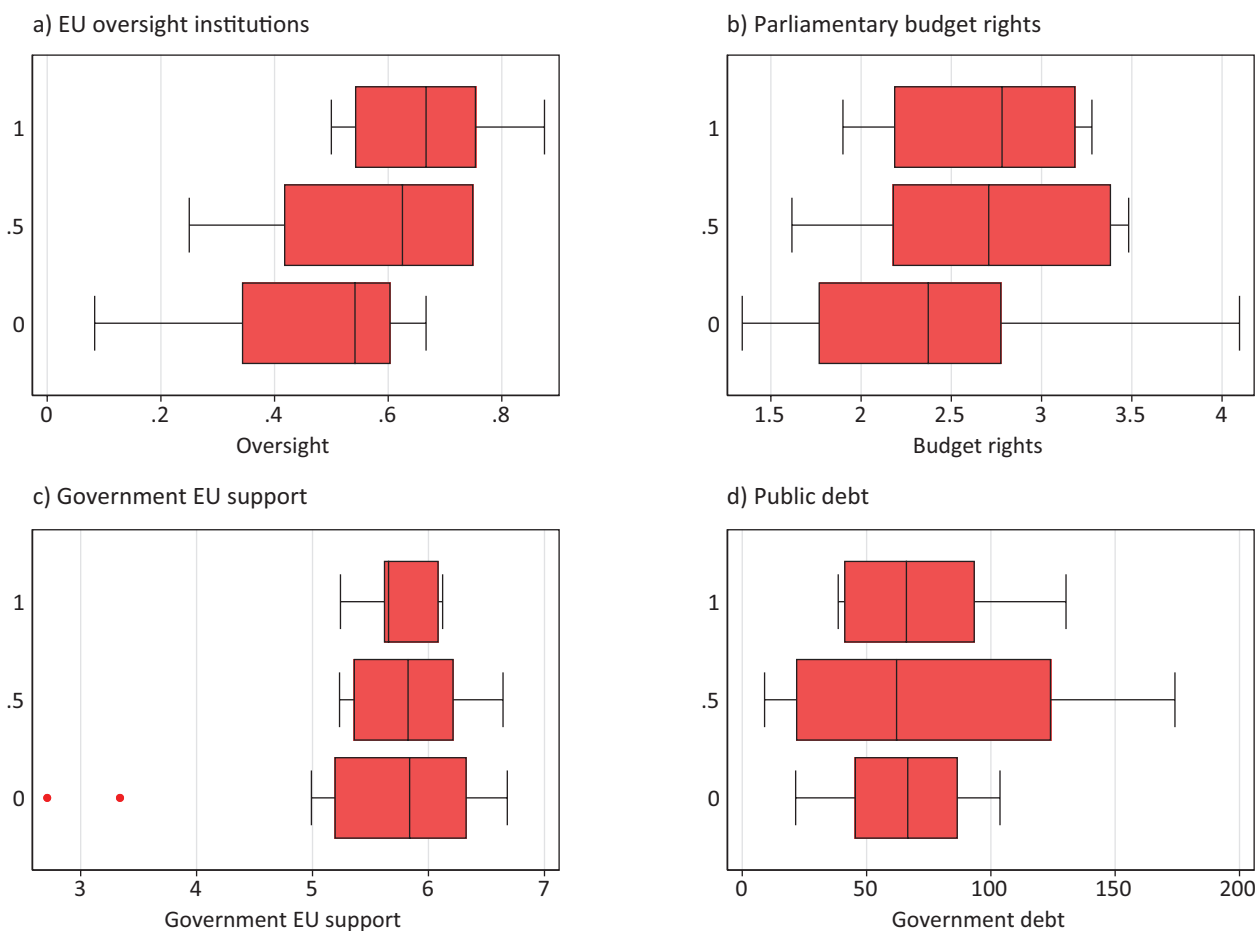 a) EU oversight institutions
1
.5
0
0 .2 .4 .6 .8
Oversight
b) Parliamentary budget rights
1
.5
0
1.5 2 2.5 3 3.5 4
Budget rights
c) Government EU support
1
.5
0
3 4 5 6 7
Government EU support
d) Public debt
1
.5
0
0 50 100 150 200
Government debt